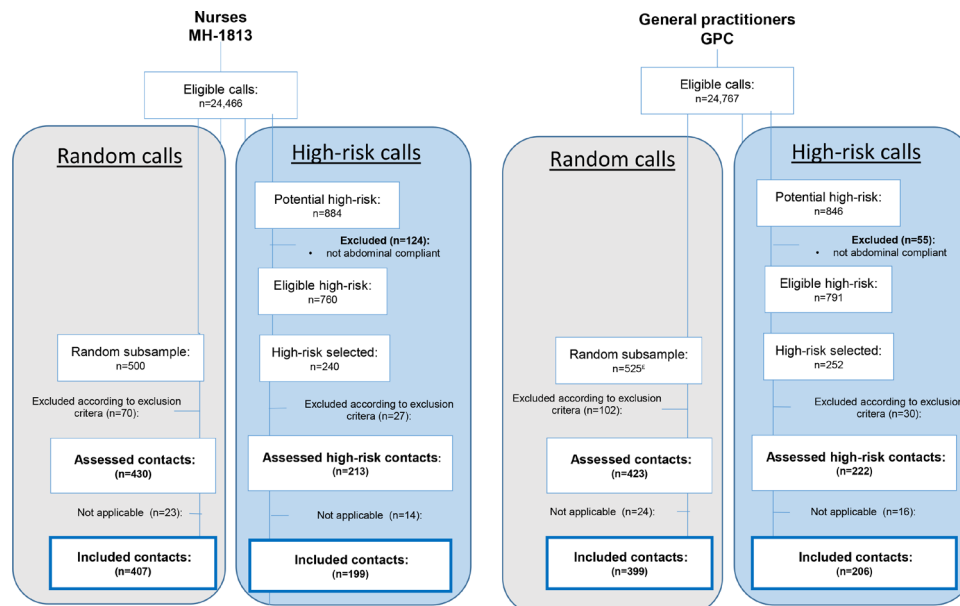 Nurses
MH-1813
Eligible calls:
n=24,466
Random calls
High-risk calls
Potential high-risk:
n=884
Excluded (n=124):
• not abdominal compliant
Eligible high-risk:
n=760
Random subsample:
n=500
High-risk selected:
n=240
Excluded according to exclusion
critera (n=70):
Excluded according to exclusion
critera (n=27):
Assessed contacts:
(n=430)
Assessed high-risk contacts:
(n=213)
Not applicable (n=23):
Not applicable (n=14):
Included contacts:
(n=407)
Included contacts:
(n=199)
General practitioners
GPC
Eligible calls:
n=24,767
Random calls
High-risk calls
Potential high-risk:
n=846
Excluded (n=55):
• not abdominal compliant
Eligible high-risk:
n=791
Random subsample:
n=525
High-risk selected:
n=252
Excluded according to exclusion
critera (n=102):
Excluded according to exclusion
critera (n=30):
Assessed contacts:
(n=423)
Assessed high-risk contacts:
(n=222)
Not applicable (n=24):
Not applicable (n=16):
Included contacts:
(n=399)
Included contacts:
(n=206)